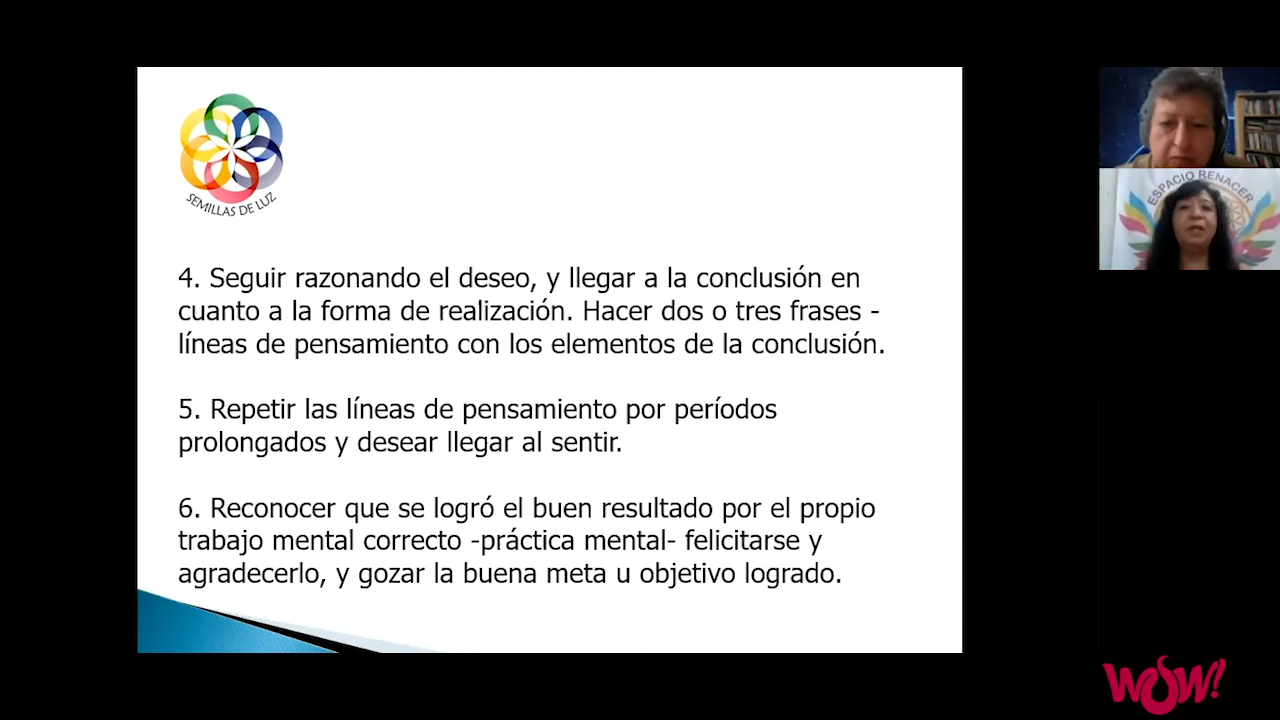 SEMILLAS DE LUZ
4. Seguir razonando el deseo, y llegar a la conclusión en
cuanto a la forma de realización. Hacer dos o tres frases -
líneas de pensamiento con los elementos de la conclusión.
5. Repetir las líneas de pensamiento por períodos
prolongados y desear llegar al sentir.
6. Reconocer que se logró el buen resultado por el propio
trabajo mental correcto -práctica mental- felicitarse y
agradecerlo, y gozar la buena meta u objetivo logrado.
ESPACIO RENACER
WOW!